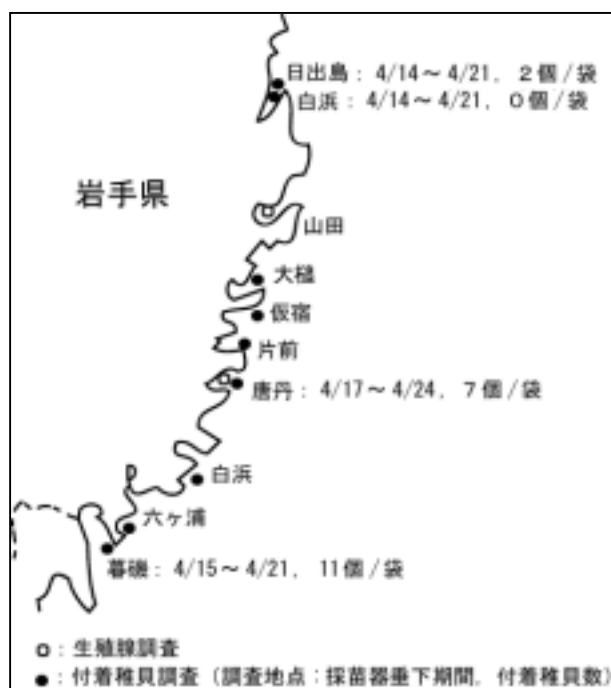 日出島：4/14～4/21，２個/袋
白浜：4/14～4/21，０個/袋
岩手県
山田
大槌
仮宿
片前
唐丹：4/17～4/24，７個/袋
白浜
六ヶ浦
暮磯：4/15～4/21，11個/袋
○：生殖腺調査
●：付着稚貝調査（調査地点：採苗器垂下期間，付着稚貝数）